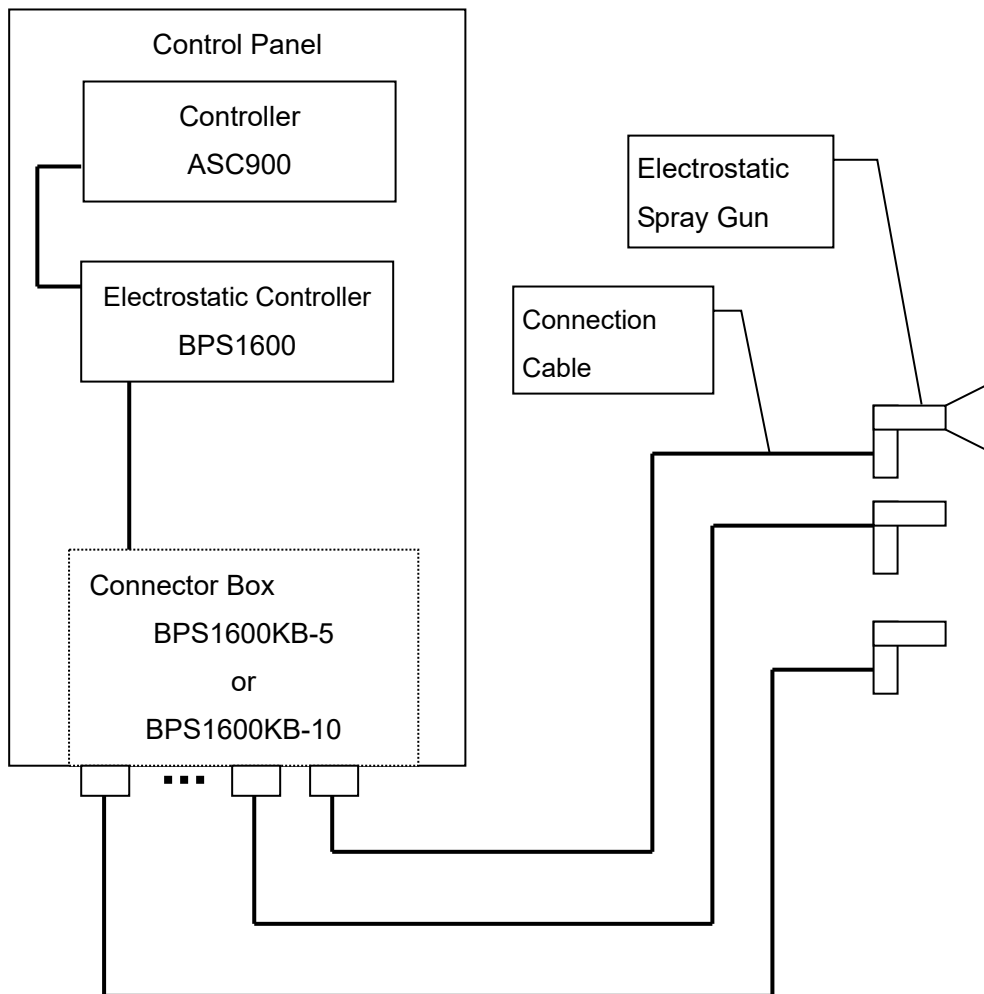 Control Panel
Controller
ASC900
Electrostatic Controller
BPS1600
Connector Box
BPS1600KB-5
or
BPS1600KB-10
Electrostatic
Spray Gun
Connection
Cable